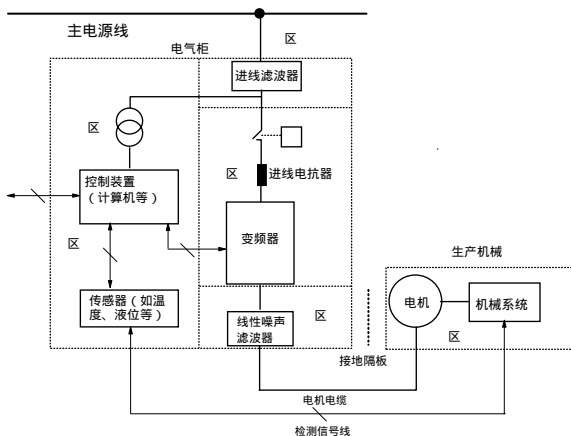 主电源线
区
电气柜
进线滤波器
区
区
进线电抗器
控制装置
（计算机等）
变频器
区
生产机械
传感器（如温
度、液位等）
线性噪声
滤波器
区
电机
机械系统
区
接地隔板
电机电缆
检测信号线